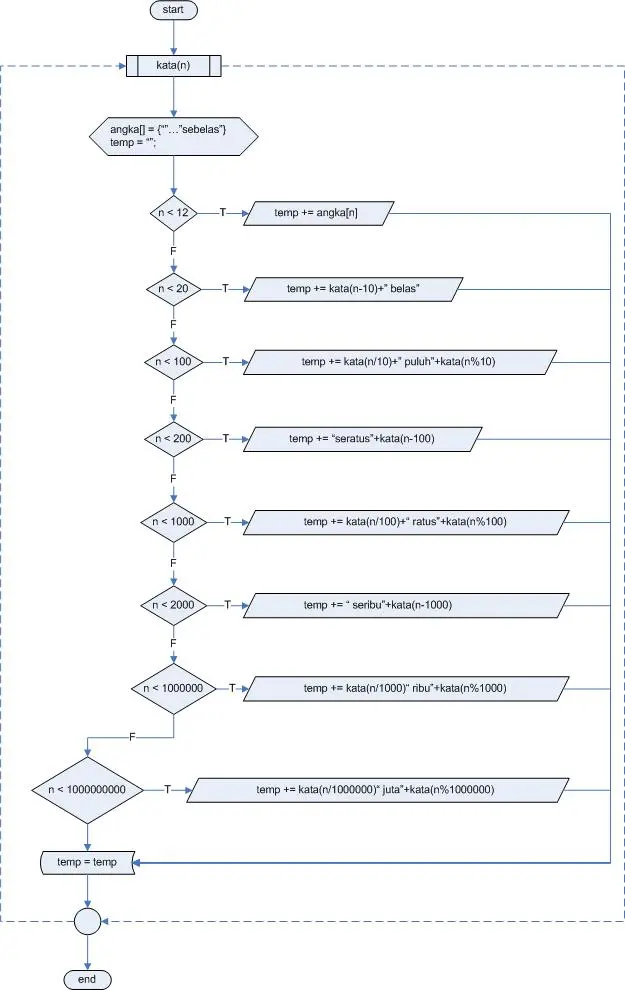 start
kata(n)
angka[] = {“”…”sebelas”}
temp = “”;
n < 12
T
temp += angka[n]
F
n < 20
T
temp += kata(n-10)+” belas”
F
n < 100
T
temp += kata(n/10)+” puluh”+kata(n%10)
F
n < 200
T
temp += “seratus”+kata(n-100)
F
n < 1000
T
temp += kata(n/100)+“ ratus”+kata(n%100)
F
n < 2000
T
temp += “ seribu”+kata(n-1000)
F
n < 1000000
T
temp += kata(n/1000)“ ribu”+kata(n%1000)
F
n < 1000000000
T
temp += kata(n/1000000)“ juta”+kata(n%1000000)
temp = temp
end